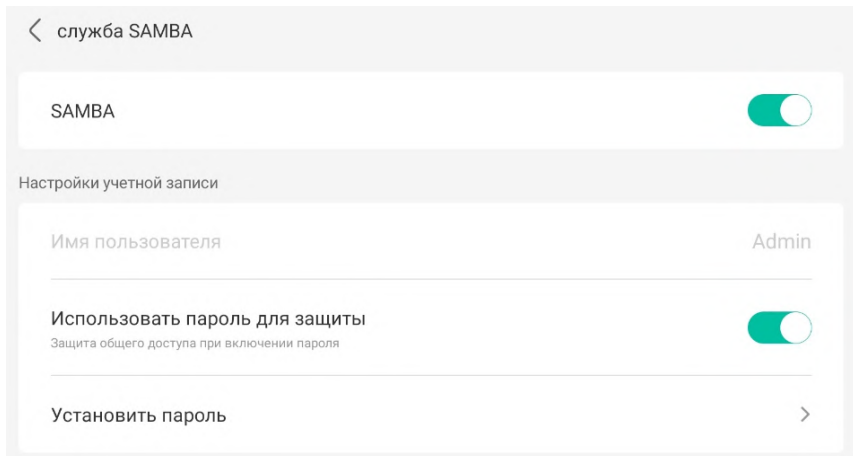 служба SAMBA
SAMBA
Настройки учетной записи
Имя пользователя Admin
Использовать пароль для защиты
Защита общего доступа при включении пароля
Установить пароль